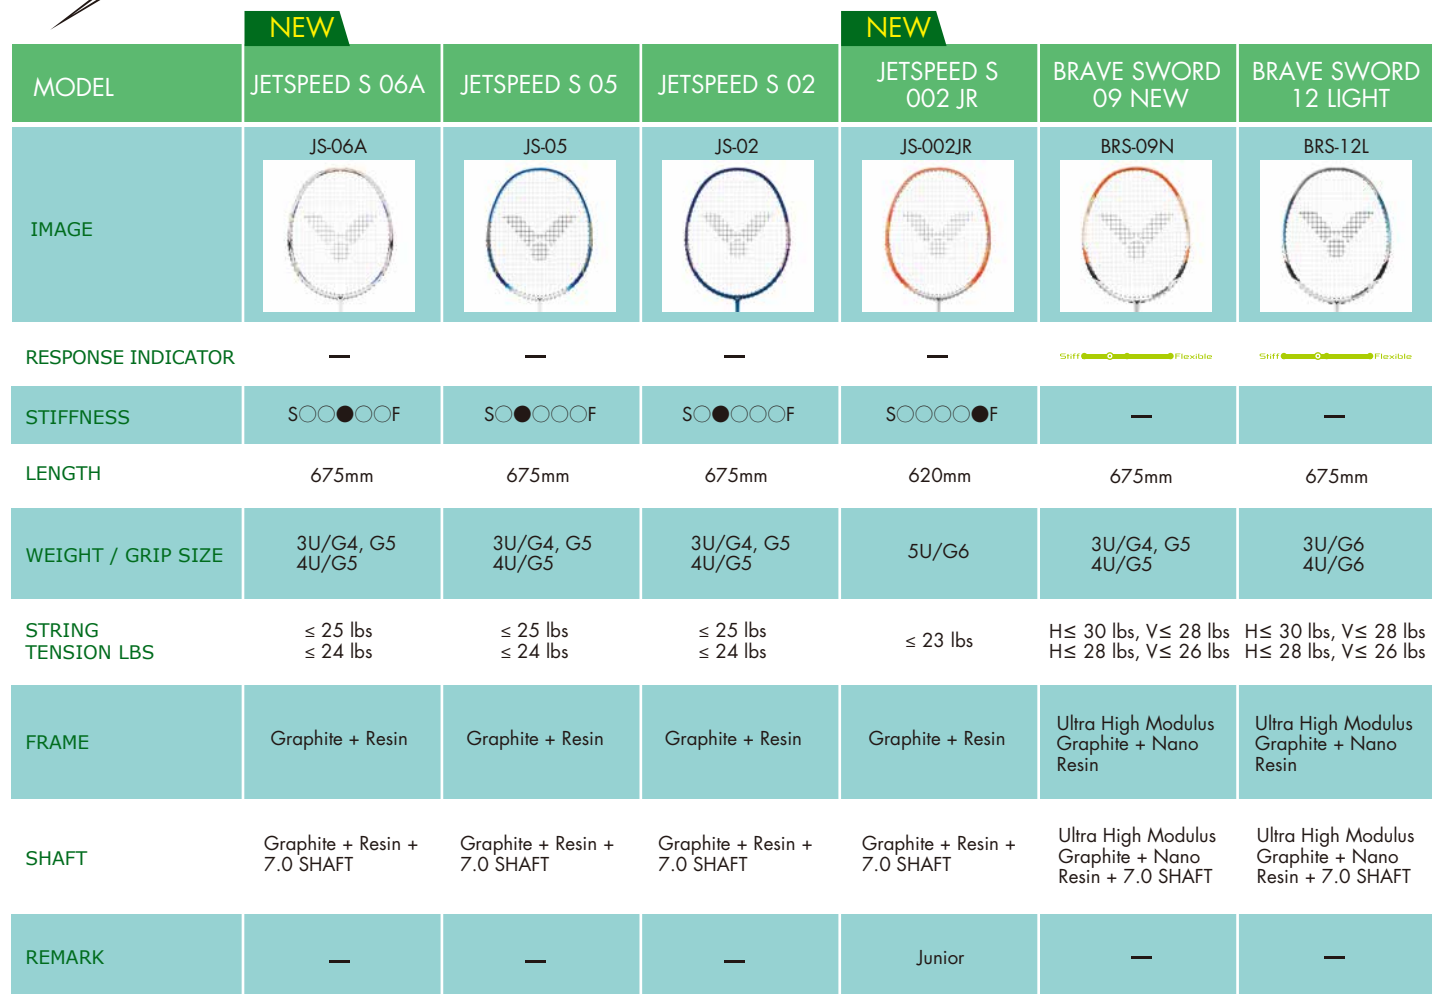 NEW
NEW
MODEL
JETSPEED S 06A
JETSPEED S 05
JETSPEED S 02
JETSPEED S
002 JR
BRAVE SWORD
09 NEW
BRAVE SWORD
12 LIGHT
IMAGE
JS-06A
JS-05
JS-02
JS-002JR
BRS-09N
BRS-12L
RESPONSE INDICATOR
—
—
—
—
Stiff Flexible
Stiff Flexible
STIFFNESS
S○○●○○F
S○●○○○F
S○●○○○F
S○○○○●F
—
—
LENGTH
675mm
675mm
675mm
620mm
675mm
675mm
WEIGHT / GRIP SIZE
3U/G4, G5
4U/G5
3U/G4, G5
4U/G5
3U/G4, G5
4U/G5
5U/G6
3U/G4, G5
4U/G5
3U/G6
4U/G6
STRING
TENSION LBS
≤ 25 lbs
≤ 24 lbs
≤ 25 lbs
≤ 24 lbs
≤ 25 lbs
≤ 24 lbs
≤ 23 lbs
H≤ 30 lbs, V≤ 28 lbs
H≤ 28 lbs, V≤ 26 lbs
H≤ 30 lbs, V≤ 28 lbs
H≤ 28 lbs, V≤ 26 lbs
FRAME
Graphite + Resin
Graphite + Resin
Graphite + Resin
Graphite + Resin
Ultra High Modulus
Graphite + Nano
Resin
Ultra High Modulus
Graphite + Nano
Resin
SHAFT
Graphite + Resin +
7.0 SHAFT
Graphite + Resin +
7.0 SHAFT
Graphite + Resin +
7.0 SHAFT
Graphite + Resin +
7.0 SHAFT
Ultra High Modulus
Graphite + Nano
Resin + 7.0 SHAFT
Ultra High Modulus
Graphite + Nano
Resin + 7.0 SHAFT
REMARK
—
—
—
Junior
—
—